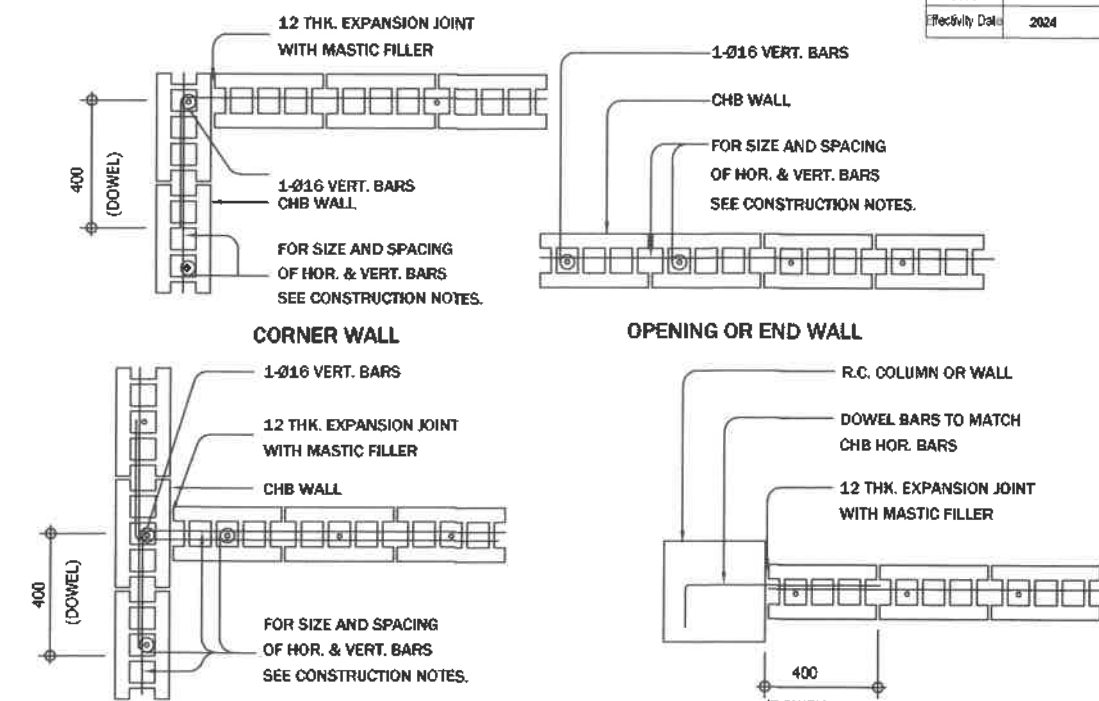 Effectivity Date 2024
12 THK. EXPANSION JOINT
WITH MASTIC FILLER
400
(DOWEL)
1-Ø16 VERT. BARS
CHB WALL
FOR SIZE AND SPACING
OF HOR. & VERT. BARS
SEE CONSTRUCTION NOTES.
CORNER WALL
1-Ø16 VERT. BARS
CHB WALL
FOR SIZE AND SPACING
OF HOR. & VERT. BARS
SEE CONSTRUCTION NOTES.
OPENING OR END WALL
1-Ø16 VERT. BARS
12 THK. EXPANSION JOINT
WITH MASTIC FILLER
CHB WALL
400
(DOWEL)
FOR SIZE AND SPACING
OF HOR. & VERT. BARS
SEE CONSTRUCTION NOTES.
R.C. COLUMN OR WALL
DOWEL BARS TO MATCH
CHB HOR. BARS
12 THK. EXPANSION JOINT
WITH MASTIC FILLER
400